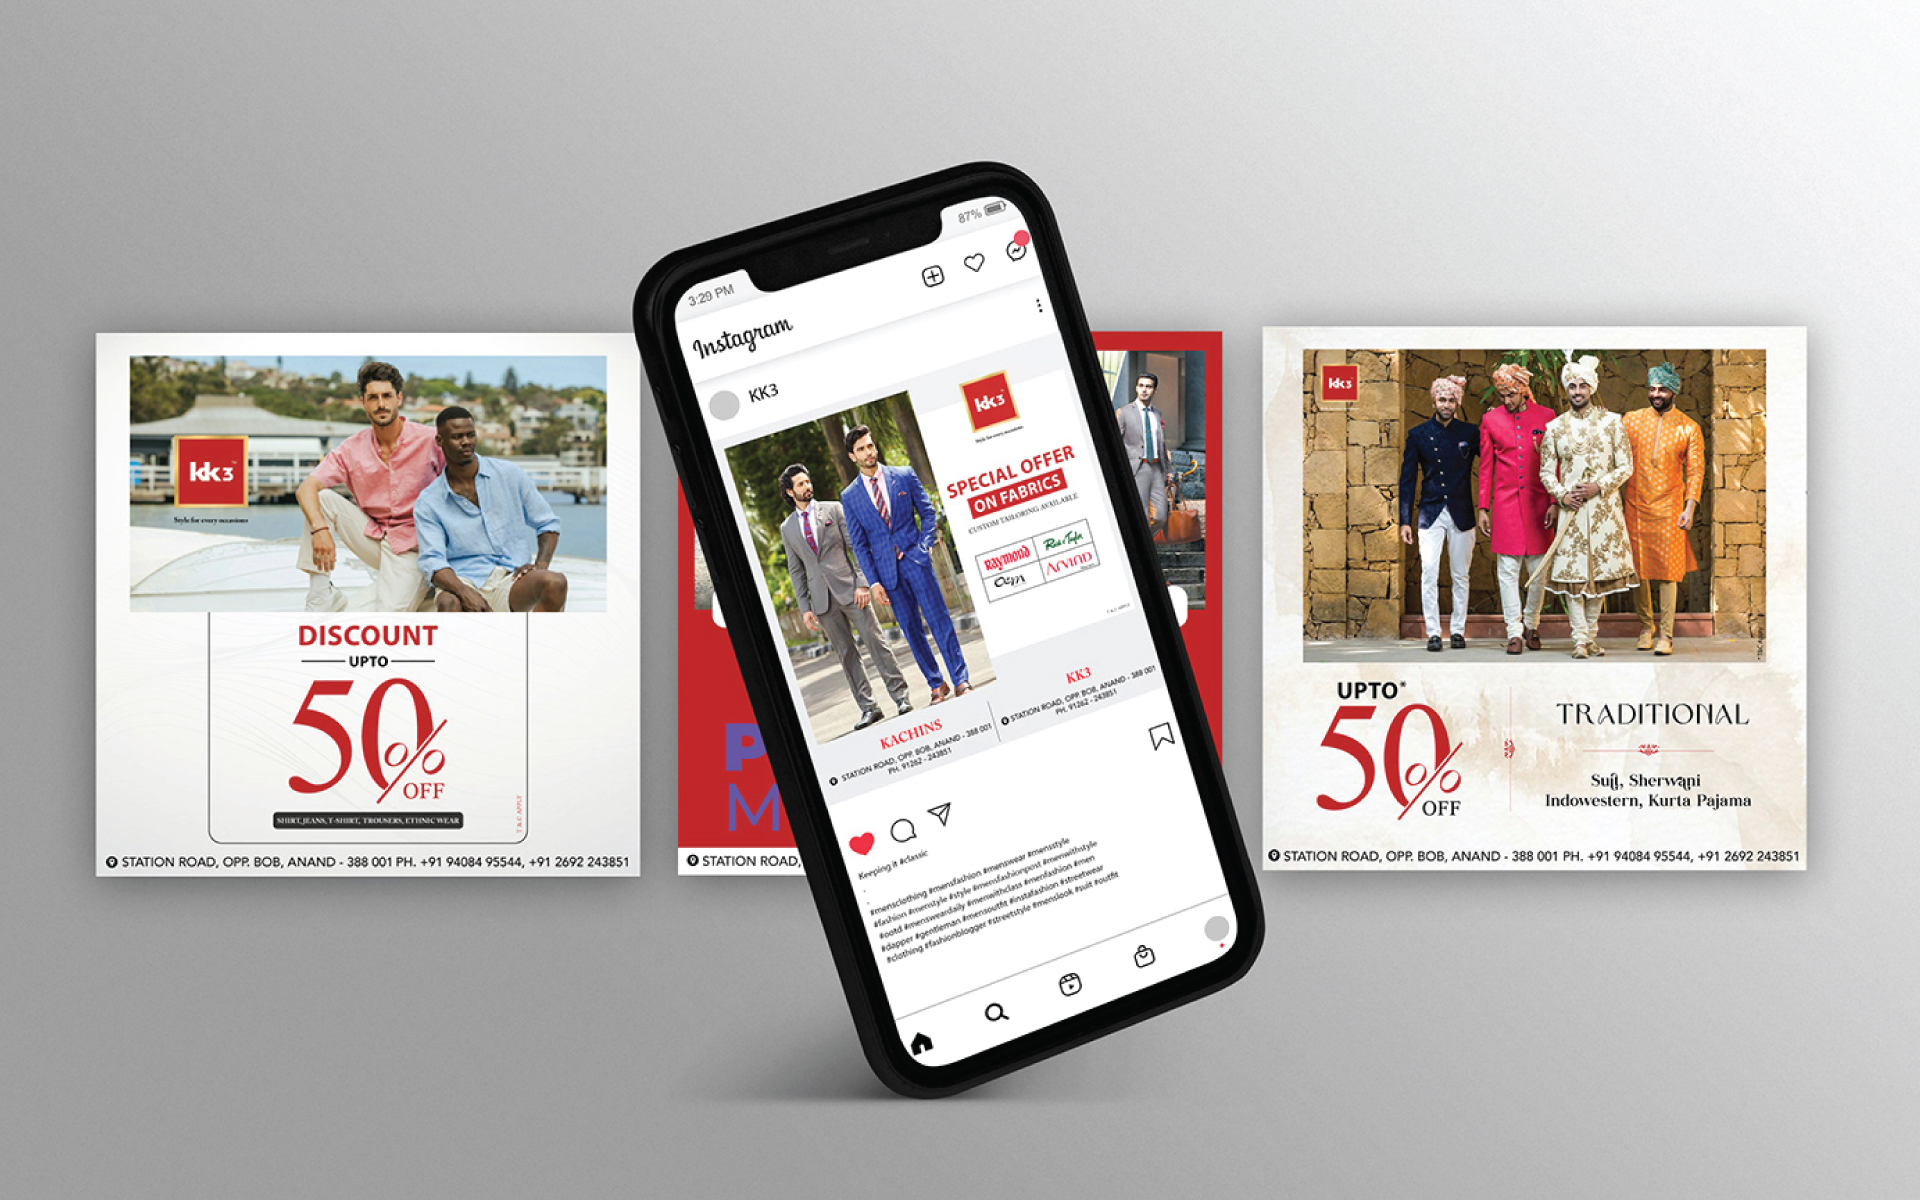 kk3™
Style for every occasions
DISCOUNT
UPTO
50%
OFF
SHIRT, JEANS, T-SHIRT, TROUSERS, ETHNIC WEAR
T & C APPLY
STATION ROAD, OPP. BOB, ANAND - 388 001 PH. +91 94084 95544, +91 2692 243851
P
M
STATION ROAD,
3:29 PM
87%
Instagram
KK3
kk3
Style for every occasions
SPECIAL OFFER
ON FABRICS
CUSTOM TAILORING AVAILABLE
Raymond
Reid & Taylor
OCM
ARVIND
T & C APPLY
KACHINS
STATION ROAD, OPP. BOB, ANAND - 388 001
PH. 91262 - 243851
KK3
STATION ROAD, OPP. BOB, ANAND - 388 001
PH. 91262 - 243851
Keeping it #classic
.
.
#mensclothing #mensfashion #menswear #mensstyle
#fashion #menstyle #style #mensfashionpost #menwithstyle
#ootd #mensweardaily #menwithclass #menfashion #men
#dapper #gentleman #mensoutfit #instafashion #streetwear
#clothing #fashionblogger #streetstyle #menslook #suit #outfit
kk3
UPTO*
50%
OFF
TRADITIONAL
Suit, Sherwani
Indowestern, Kurta Pajama
STATION ROAD, OPP. BOB, ANAND - 388 001 PH. +91 94084 95544, +91 2692 243851